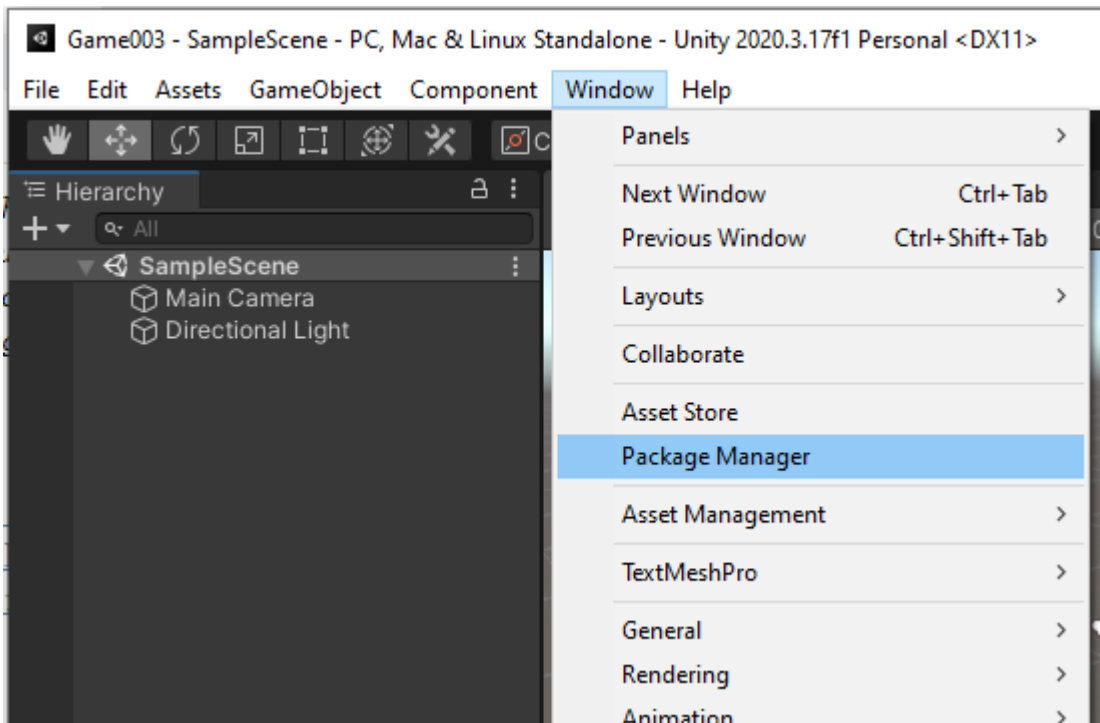 Game003 - SampleScene - PC, Mac & Linux Standalone - Unity 2020.3.17f1 Personal <DX11>
File Edit Assets GameObject Component Window Help
C
Hierarchy
All
SampleScene
Main Camera
Directional Light
Panels
Next Window Ctrl+Tab
Previous Window Ctrl+Shift+Tab
Layouts
Collaborate
Asset Store
Package Manager
Asset Management
TextMeshPro
General
Rendering
Animation